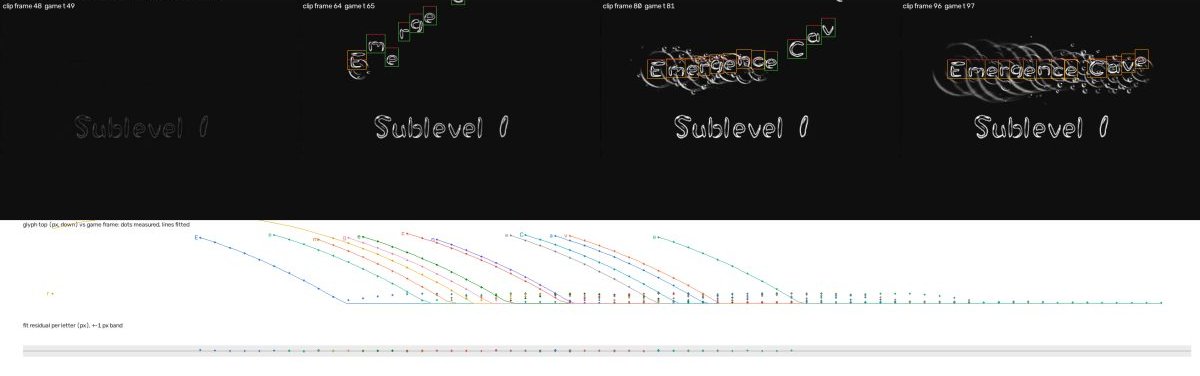 clip frame 48 game t 49
clip frame 64 game t 65
clip frame 80 game t 81
clip frame 96 game t 97
E m e r g e
Emergence Cav
Emergence Cave
Sublevel 1
Sublevel 1
Sublevel 1
Sublevel 1
glyph top (px, down) vs game frame: dots measured, lines fitted
fit residual per letter (px), +-1 px band